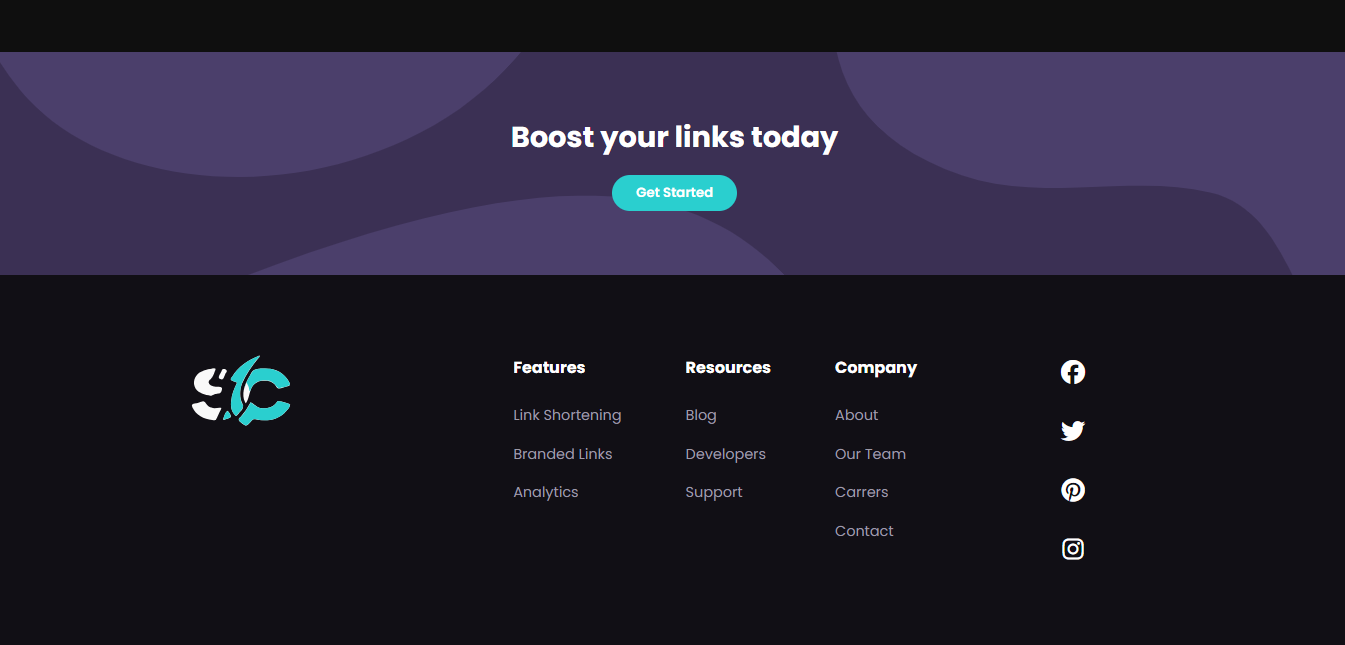 Boost your links today
Get Started
Features
Link Shortening
Branded Links
Analytics
Resources
Blog
Developers
Support
Company
About
Our Team
Carrers
Contact